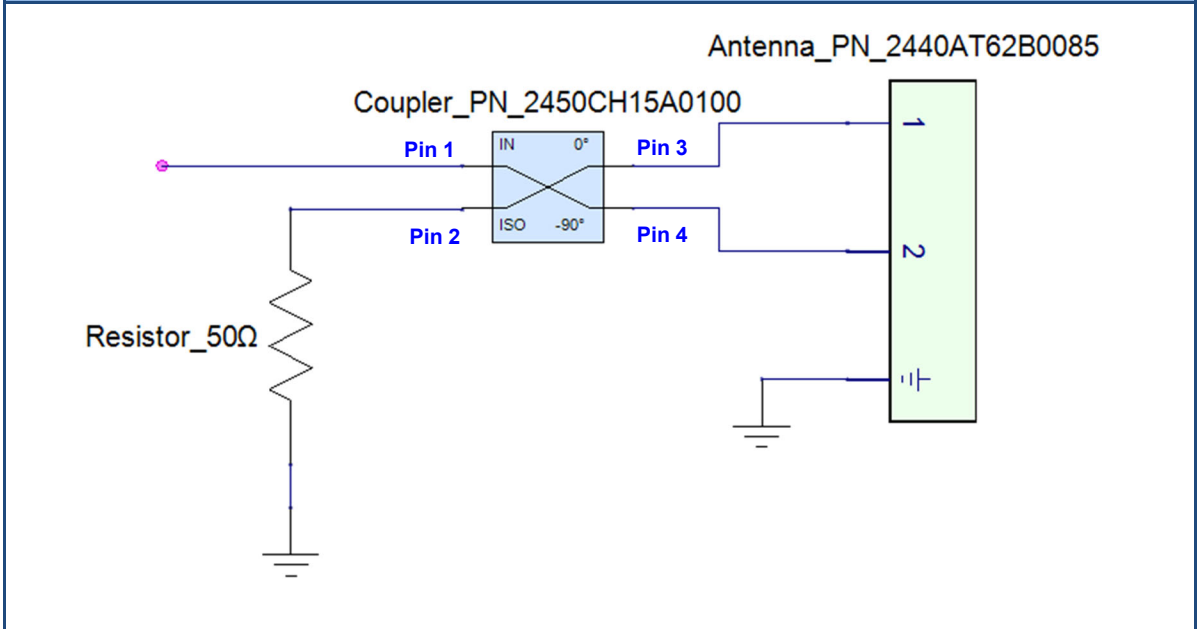 Antenna_PN_2440AT62B0085
Coupler_PN_2450CH15A0100
Pin 1
IN
0°
Pin 3
1
Pin 2
ISO
-90°
Pin 4
2
Resistor_50Ω